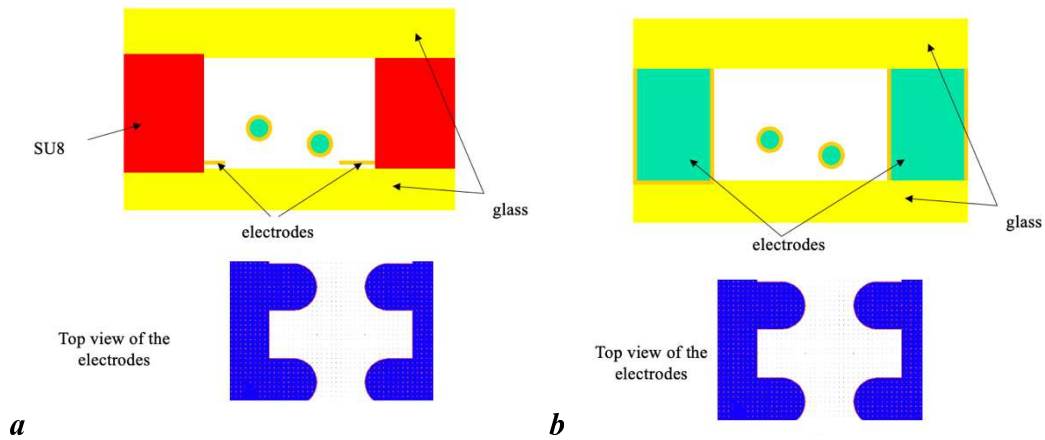 SU8
glass
electrodes
Top view of the
electrodes
a
glass
electrodes
Top view of the
electrodes
b